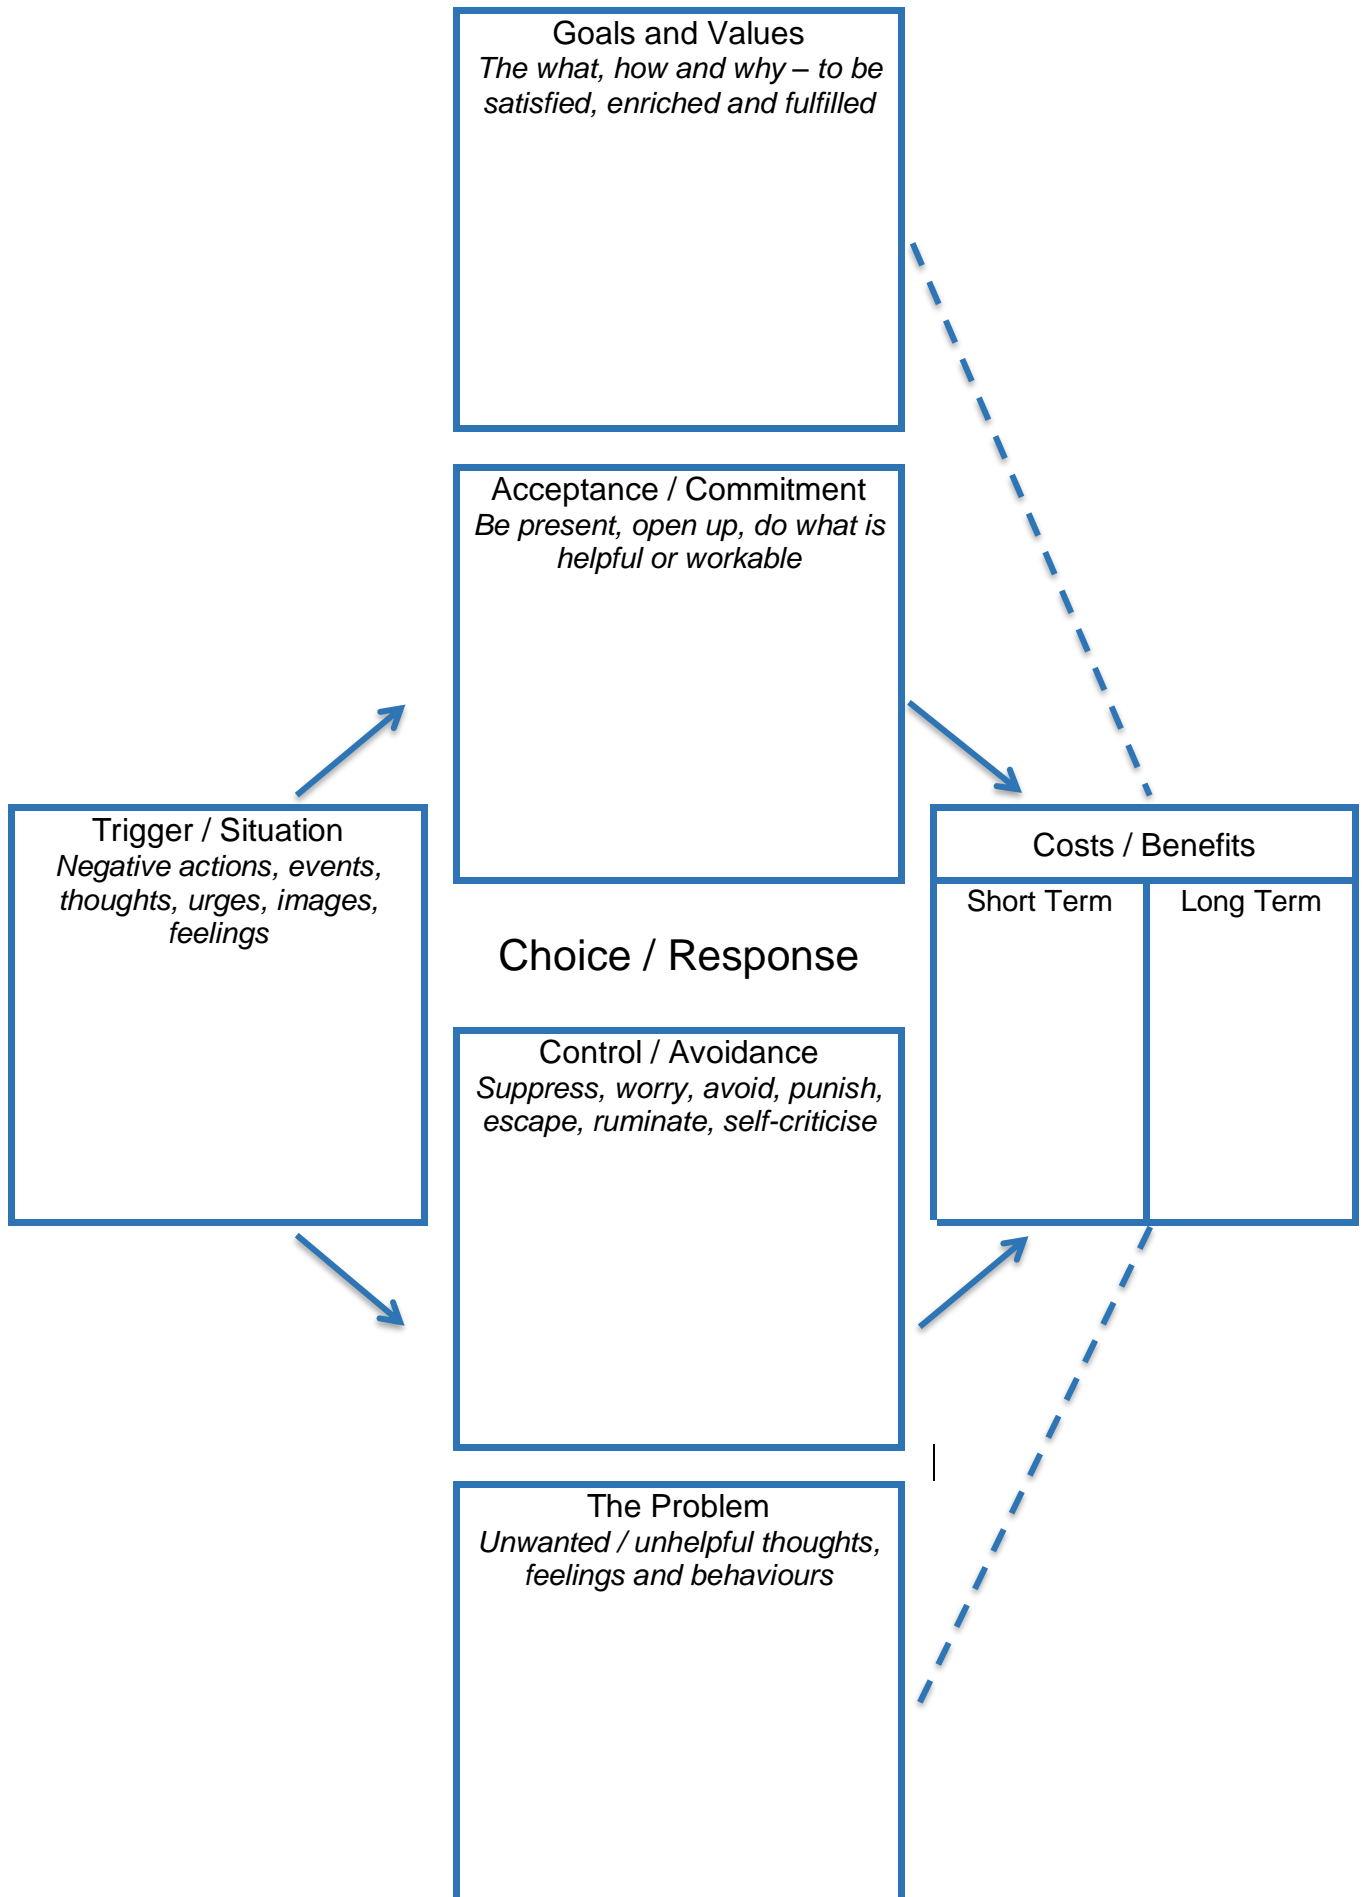 Goals and Values
The what, how and why – to be
satisfied, enriched and fulfilled
Acceptance / Commitment
Be present, open up, do what is
helpful or workable
Trigger / Situation
Negative actions, events,
thoughts, urges, images,
feelings
Costs / Benefits
Short Term
Long Term
Choice / Response
Control / Avoidance
Suppress, worry, avoid, punish,
escape, ruminate, self-criticise
The Problem
Unwanted / unhelpful thoughts,
feelings and behaviours